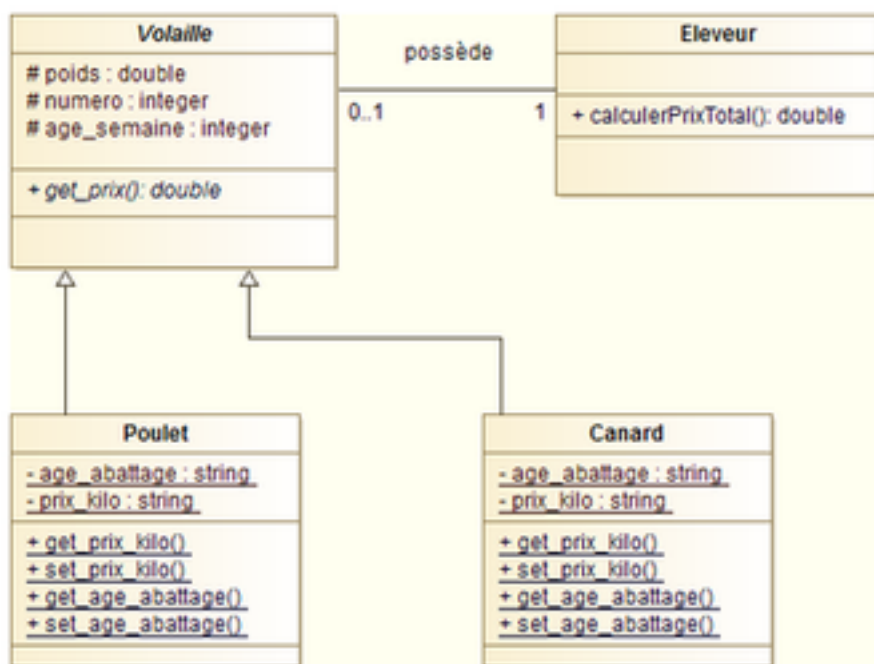 Volaille
# poids : double
# numero : integer
# age_semaine : integer
+ get_prix(): double
possède
0..1
1
Eleveur
+ calculerPrixTotal(): double
Poulet
- age_abattage : string
- prix_kilo : string
+ get_prix_kilo()
+ set_prix_kilo()
+ get_age_abattage()
+ set_age_abattage()
Canard
- age_abattage : string
- prix_kilo : string
+ get_prix_kilo()
+ set_prix_kilo()
+ get_age_abattage()
+ set_age_abattage()